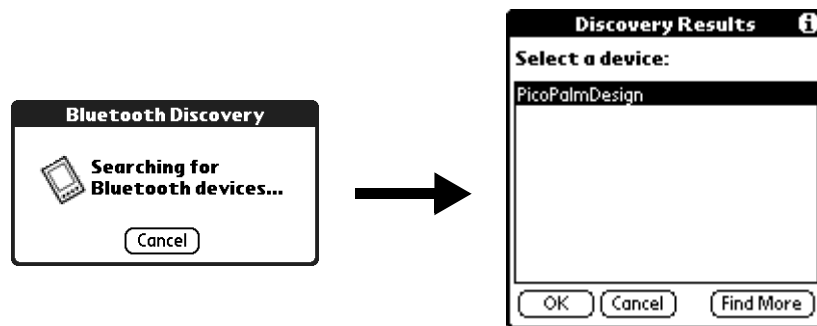 Bluetooth Discovery
Searching for
Bluetooth devices...
Cancel
Discovery Results
Select a device:
PicoPalmDesign
OK Cancel Find More